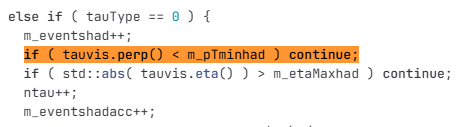 else if ( tauType == 0 ) {
m_eventshad++;
if ( tauvis.perp() < m_pTminhad ) continue;
if ( std::abs( tauvis.eta() ) > m_etaMaxhad ) continue;
ntau++;
m_eventshadacc++;